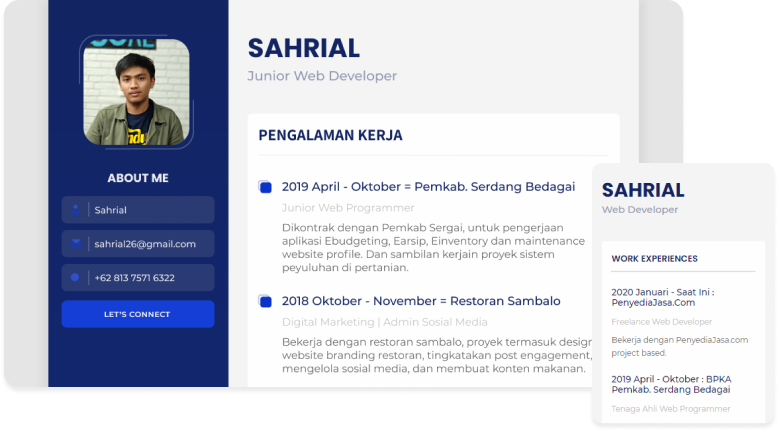 ABOUT ME
Sahrial
sahrial26@gmail.com
+62 813 7571 6322
LET'S CONNECT
SAHRIAL
Junior Web Developer
PENGALAMAN KERJA
2019 April - Oktober = Pemkab. Serdang Bedagai
Junior Web Programmer
Dikontrak dengan Pemkab Sergai, untuk pengerjaan
aplikasi Ebudgeting, Earsip, Einventory dan maintenance
website profile. Dan sambilan kerjain proyek sistem
peyuluhan di pertanian.
2018 Oktober - November = Restoran Sambalo
Digital Marketing | Admin Sosial Media
Bekerja dengan restoran sambalo, proyek termasuk design
website branding restoran, tingkatakan post engagement,
mengelola sosial media, dan membuat konten makanan.
SAHRIAL
Web Developer
WORK EXPERIENCES
2020 Januari - Saat Ini :
PenyediaJasa.Com
Freelance Web Developer
Bekerja dengan PenyediaJasa.com
project based.
2019 April - Oktober : BPKA
Pemkab. Serdang Bedagai
Tenaga Ahli Web Programmer